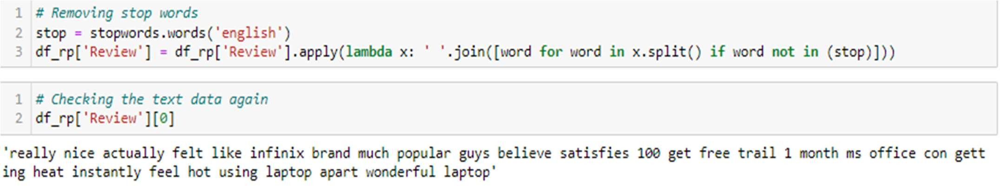 1 # Removing stop words
2 stop = stopwords.words('english')
3 df_rp['Review'] = df_rp['Review'].apply(lambda x: ' '.join([word for word in x.split() if word not in (stop)]))
1 # Checking the text data again
2 df_rp['Review'][0]
'really nice actually felt like infinix brand much popular guys believe satisfies 100 get free trail 1 month ms office con gett
ing heat instantly feel hot using laptop apart wonderful laptop'